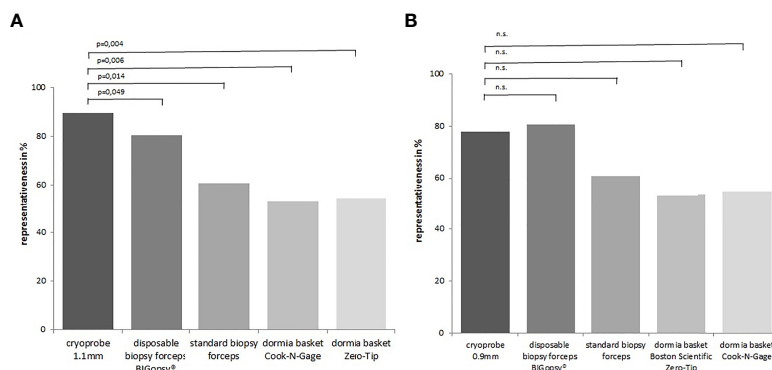 A
p=0,004
p=0,006
p=0,014
p=0,049
representativeness in %
100
80
60
40
20
0
cryoprobe
1.1mm
disposable
biopsy forceps
BIGopsy®
standard biopsy
forceps
dormia basket
Cook-N-Gage
dormia basket
Zero-Tip
B
n.s.
n.s.
n.s.
n.s.
representativeness in %
100
80
60
40
20
0
cryoprobe
0.9mm
disposable
biopsy forceps
BIGopsy®
standard biopsy
forceps
dormia basket
Boston Scientific
Zero-Tip
dormia basket
Cook-N-Gage